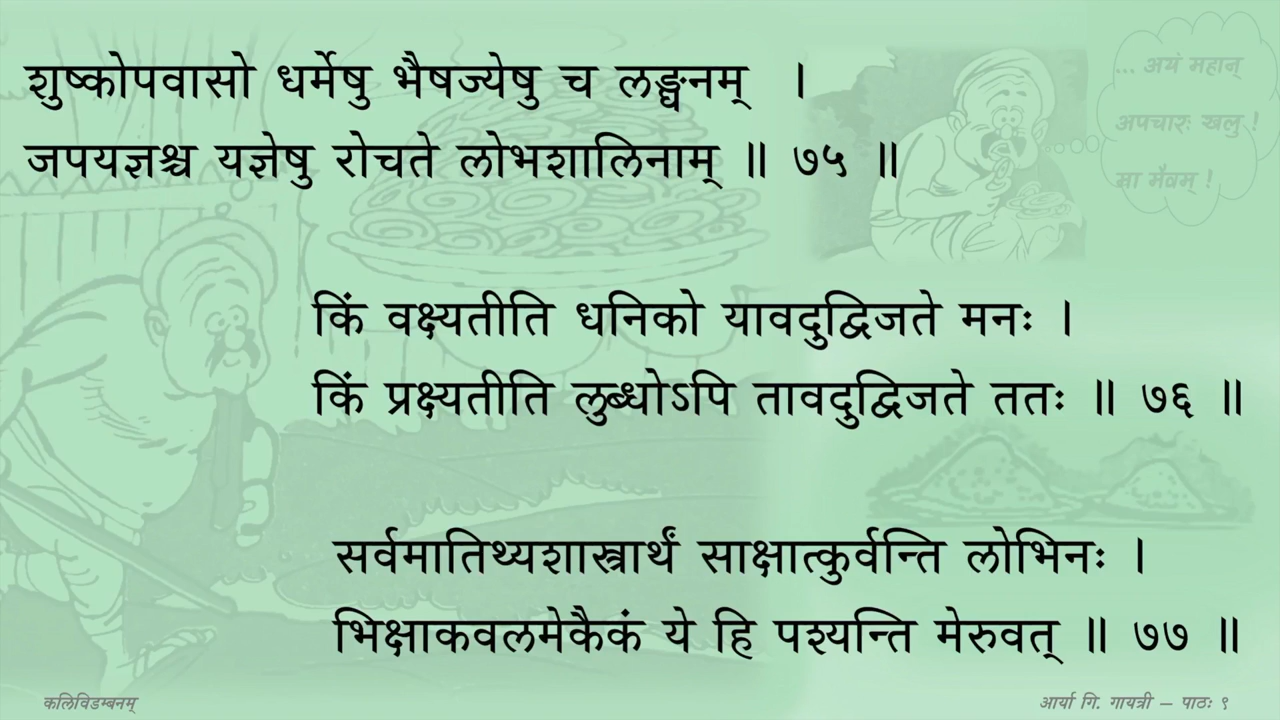 शुष्कोपवासो धर्मेषु भैषज्येषु च लङ्घनम् ।
जपयज्ञश्च यज्ञेषु रोचते लोभशालिनाम् ॥ ७५ ॥
... अयं महान्
अपचारः खलु !
मा मैवम् !
किं वक्ष्यतीति धनिको यावदुद्विजते मनः ।
किं प्रक्ष्यतीति लुब्धोऽपि तावदुद्विजते ततः ॥ ७६ ॥
सर्वमातिथ्यशास्त्रार्थं साक्षात्कुर्वन्ति लोभिनः ।
भिक्षाकवलमेकैकं ये हि पश्यन्ति मेरुवत् ॥ ७७ ॥
कलिविडम्बनम्
आर्या गि. गायत्री – पाठः ९